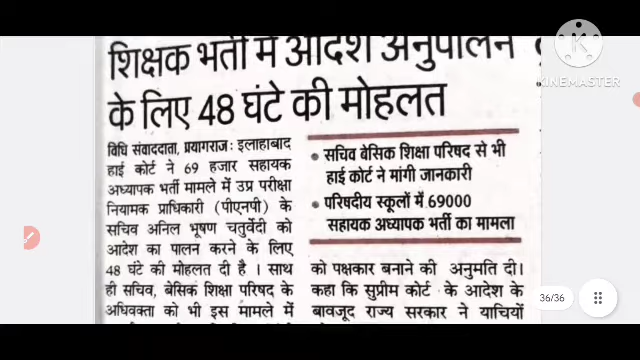 शिक्षक भर्ती में आदेश अनुपालन
के लिए 48 घंटे की मोहलत
विधि संवाददाता, प्रयागराज: इलाहाबाद
हाई कोर्ट ने 69 हजार सहायक
अध्यापक भर्ती मामले में उप्र परीक्षा
नियामक प्राधिकारी (पीएनपी) के
सचिव अनिल भूषण चतुर्वेदी को
आदेश का पालन करने के लिए
48 घंटे की मोहलत दी है । साथ
ही सचिव, बेसिक शिक्षा परिषद के
अधिवक्ता को भी इस मामले में
• सचिव बेसिक शिक्षा परिषद से भी
हाई कोर्ट ने मांगी जानकारी
• परिषदीय स्कूलों में 69000
सहायक अध्यापक भर्ती का मामला
को पक्षकार बनाने की अनुमति दी।
कहा कि सुप्रीम कोर्ट के आदेश के
बावजूद राज्य सरकार ने याचियों
KINEMASTER
36/36